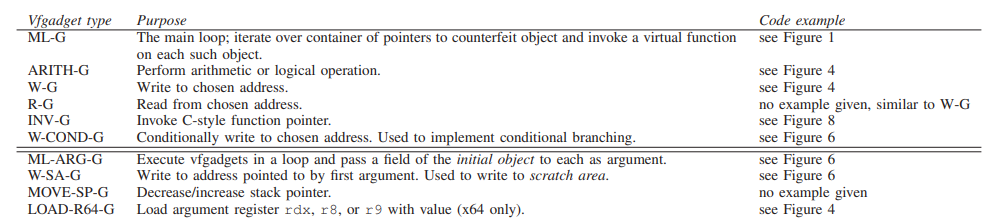 Vfgadget type Purpose Code example
ML-G The main loop; iterate over container of pointers to counterfeit object and invoke a virtual function see Figure 1
on each such object.
ARITH-G Perform arithmetic or logical operation. see Figure 4
W-G Write to chosen address. see Figure 4
R-G Read from chosen address. no example given, similar to W-G
INV-G Invoke C-style function pointer. see Figure 8
W-COND-G Conditionally write to chosen address. Used to implement conditional branching. see Figure 6
ML-ARG-G Execute vfgadgets in a loop and pass a field of the initial object to each as argument. see Figure 6
W-SA-G Write to address pointed to by first argument. Used to write to scratch area. see Figure 6
MOVE-SP-G Decrease/increase stack pointer. no example given
LOAD-R64-G Load argument register rdx, r8, or r9 with value (x64 only). see Figure 4